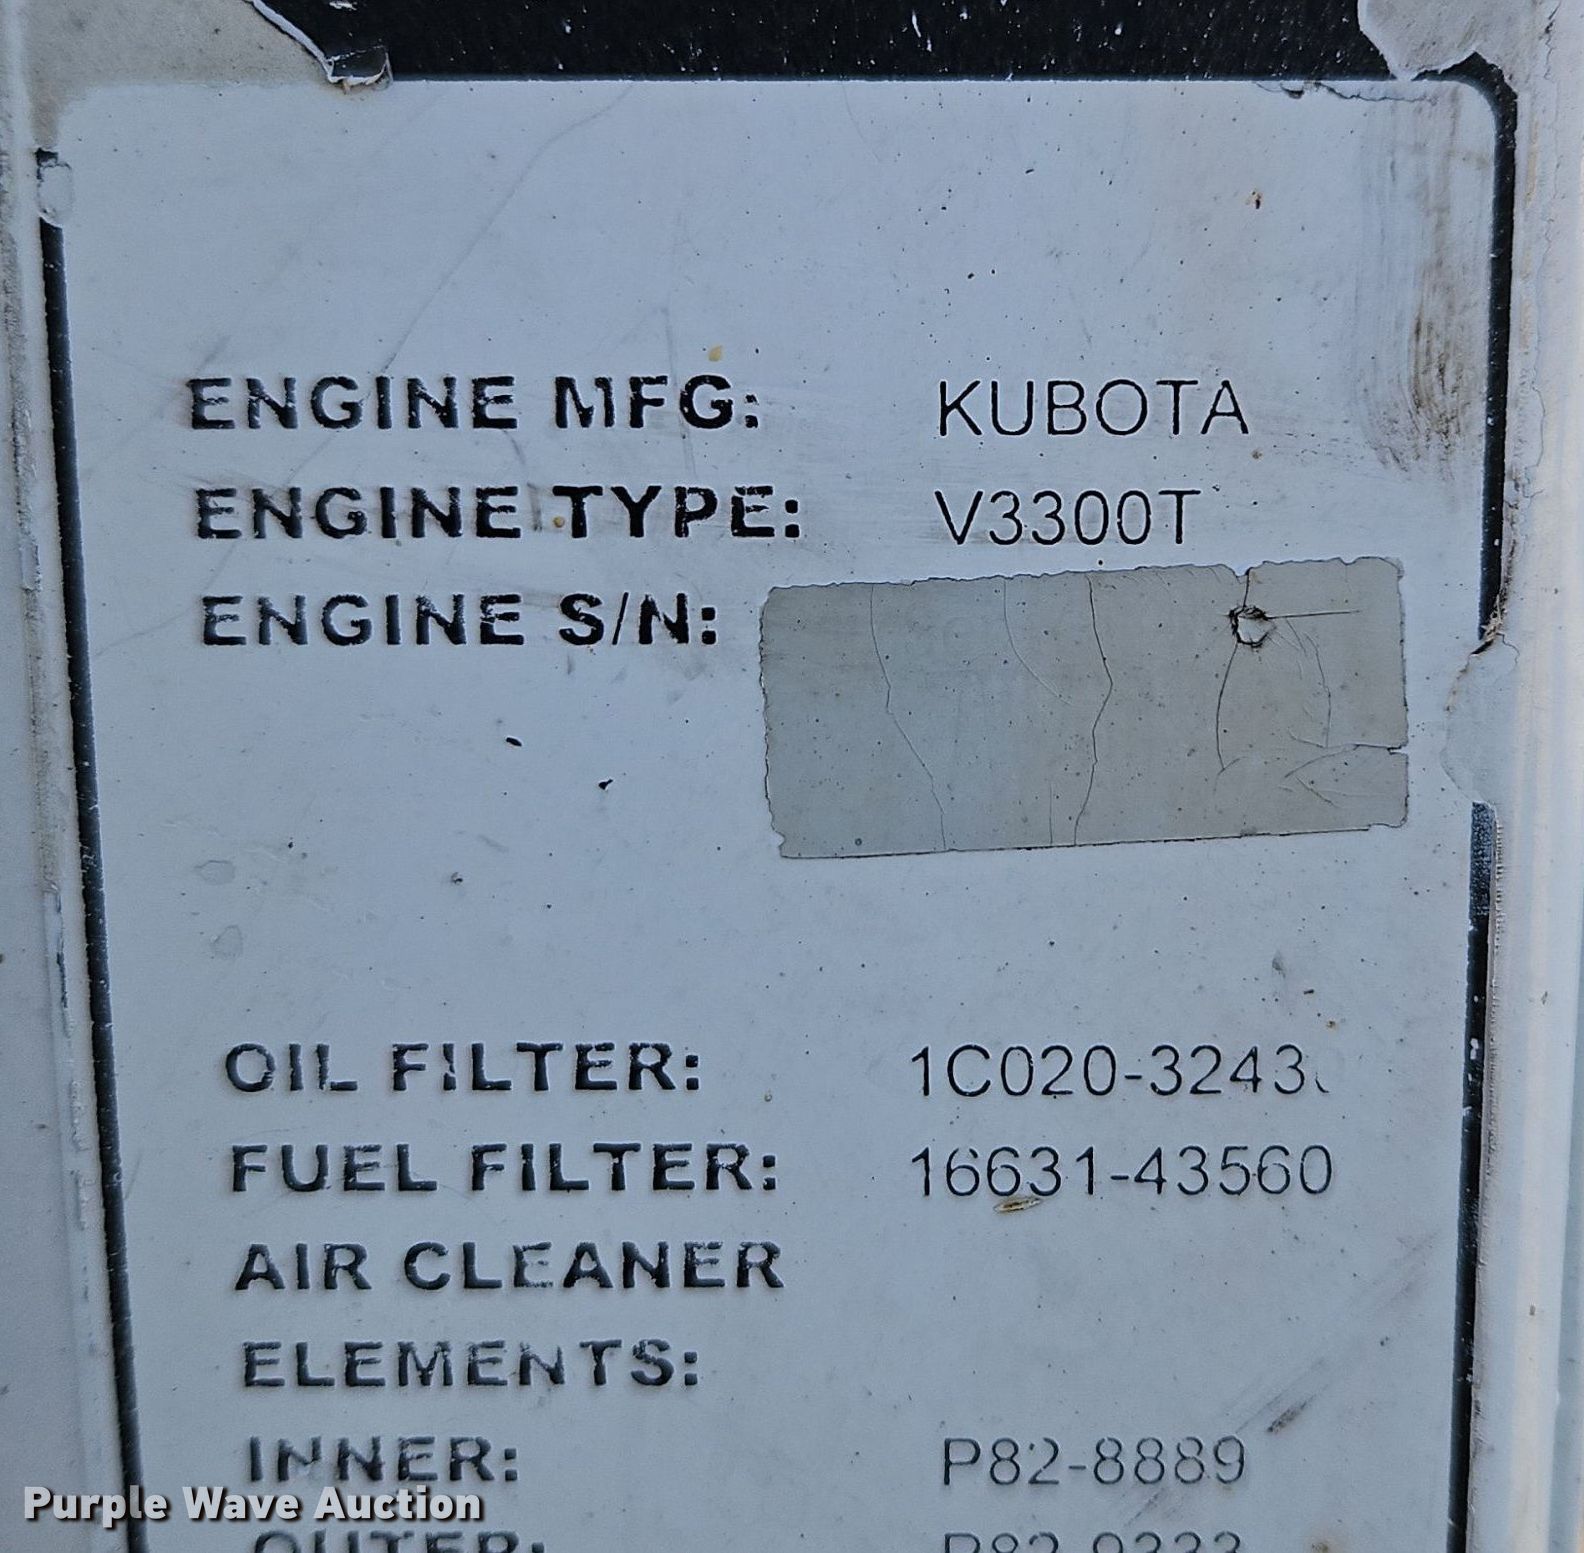 ENGINE MFG: KUBOTA
ENGINE TYPE: V3300T
ENGINE S/N:
OIL FILTER:
FUEL FILTER: 16631-43560
AIR CLEANER
ELEMENTS:
INNER: P82-8889
Purple Wave Auction
OUTER: